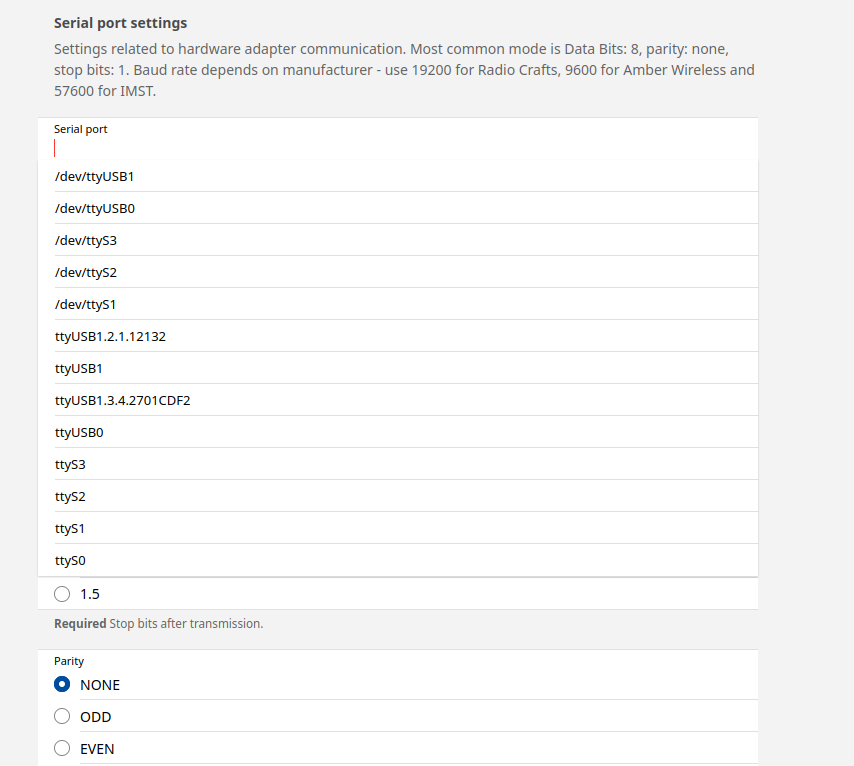 Serial port settings
Settings related to hardware adapter communication. Most common mode is Data Bits: 8, parity: none,
stop bits: 1. Baud rate depends on manufacturer - use 19200 for Radio Crafts, 9600 for Amber Wireless and
57600 for IMST.
Serial port
/dev/ttyUSB1
/dev/ttyUSB0
/dev/ttyS3
/dev/ttyS2
/dev/ttyS1
ttyUSB1.2.1.12132
ttyUSB1
ttyUSB1.3.4.2701CDF2
ttyUSB0
ttyS3
ttyS2
ttyS1
ttyS0
1.5
Required Stop bits after transmission.
Parity
NONE
ODD
EVEN